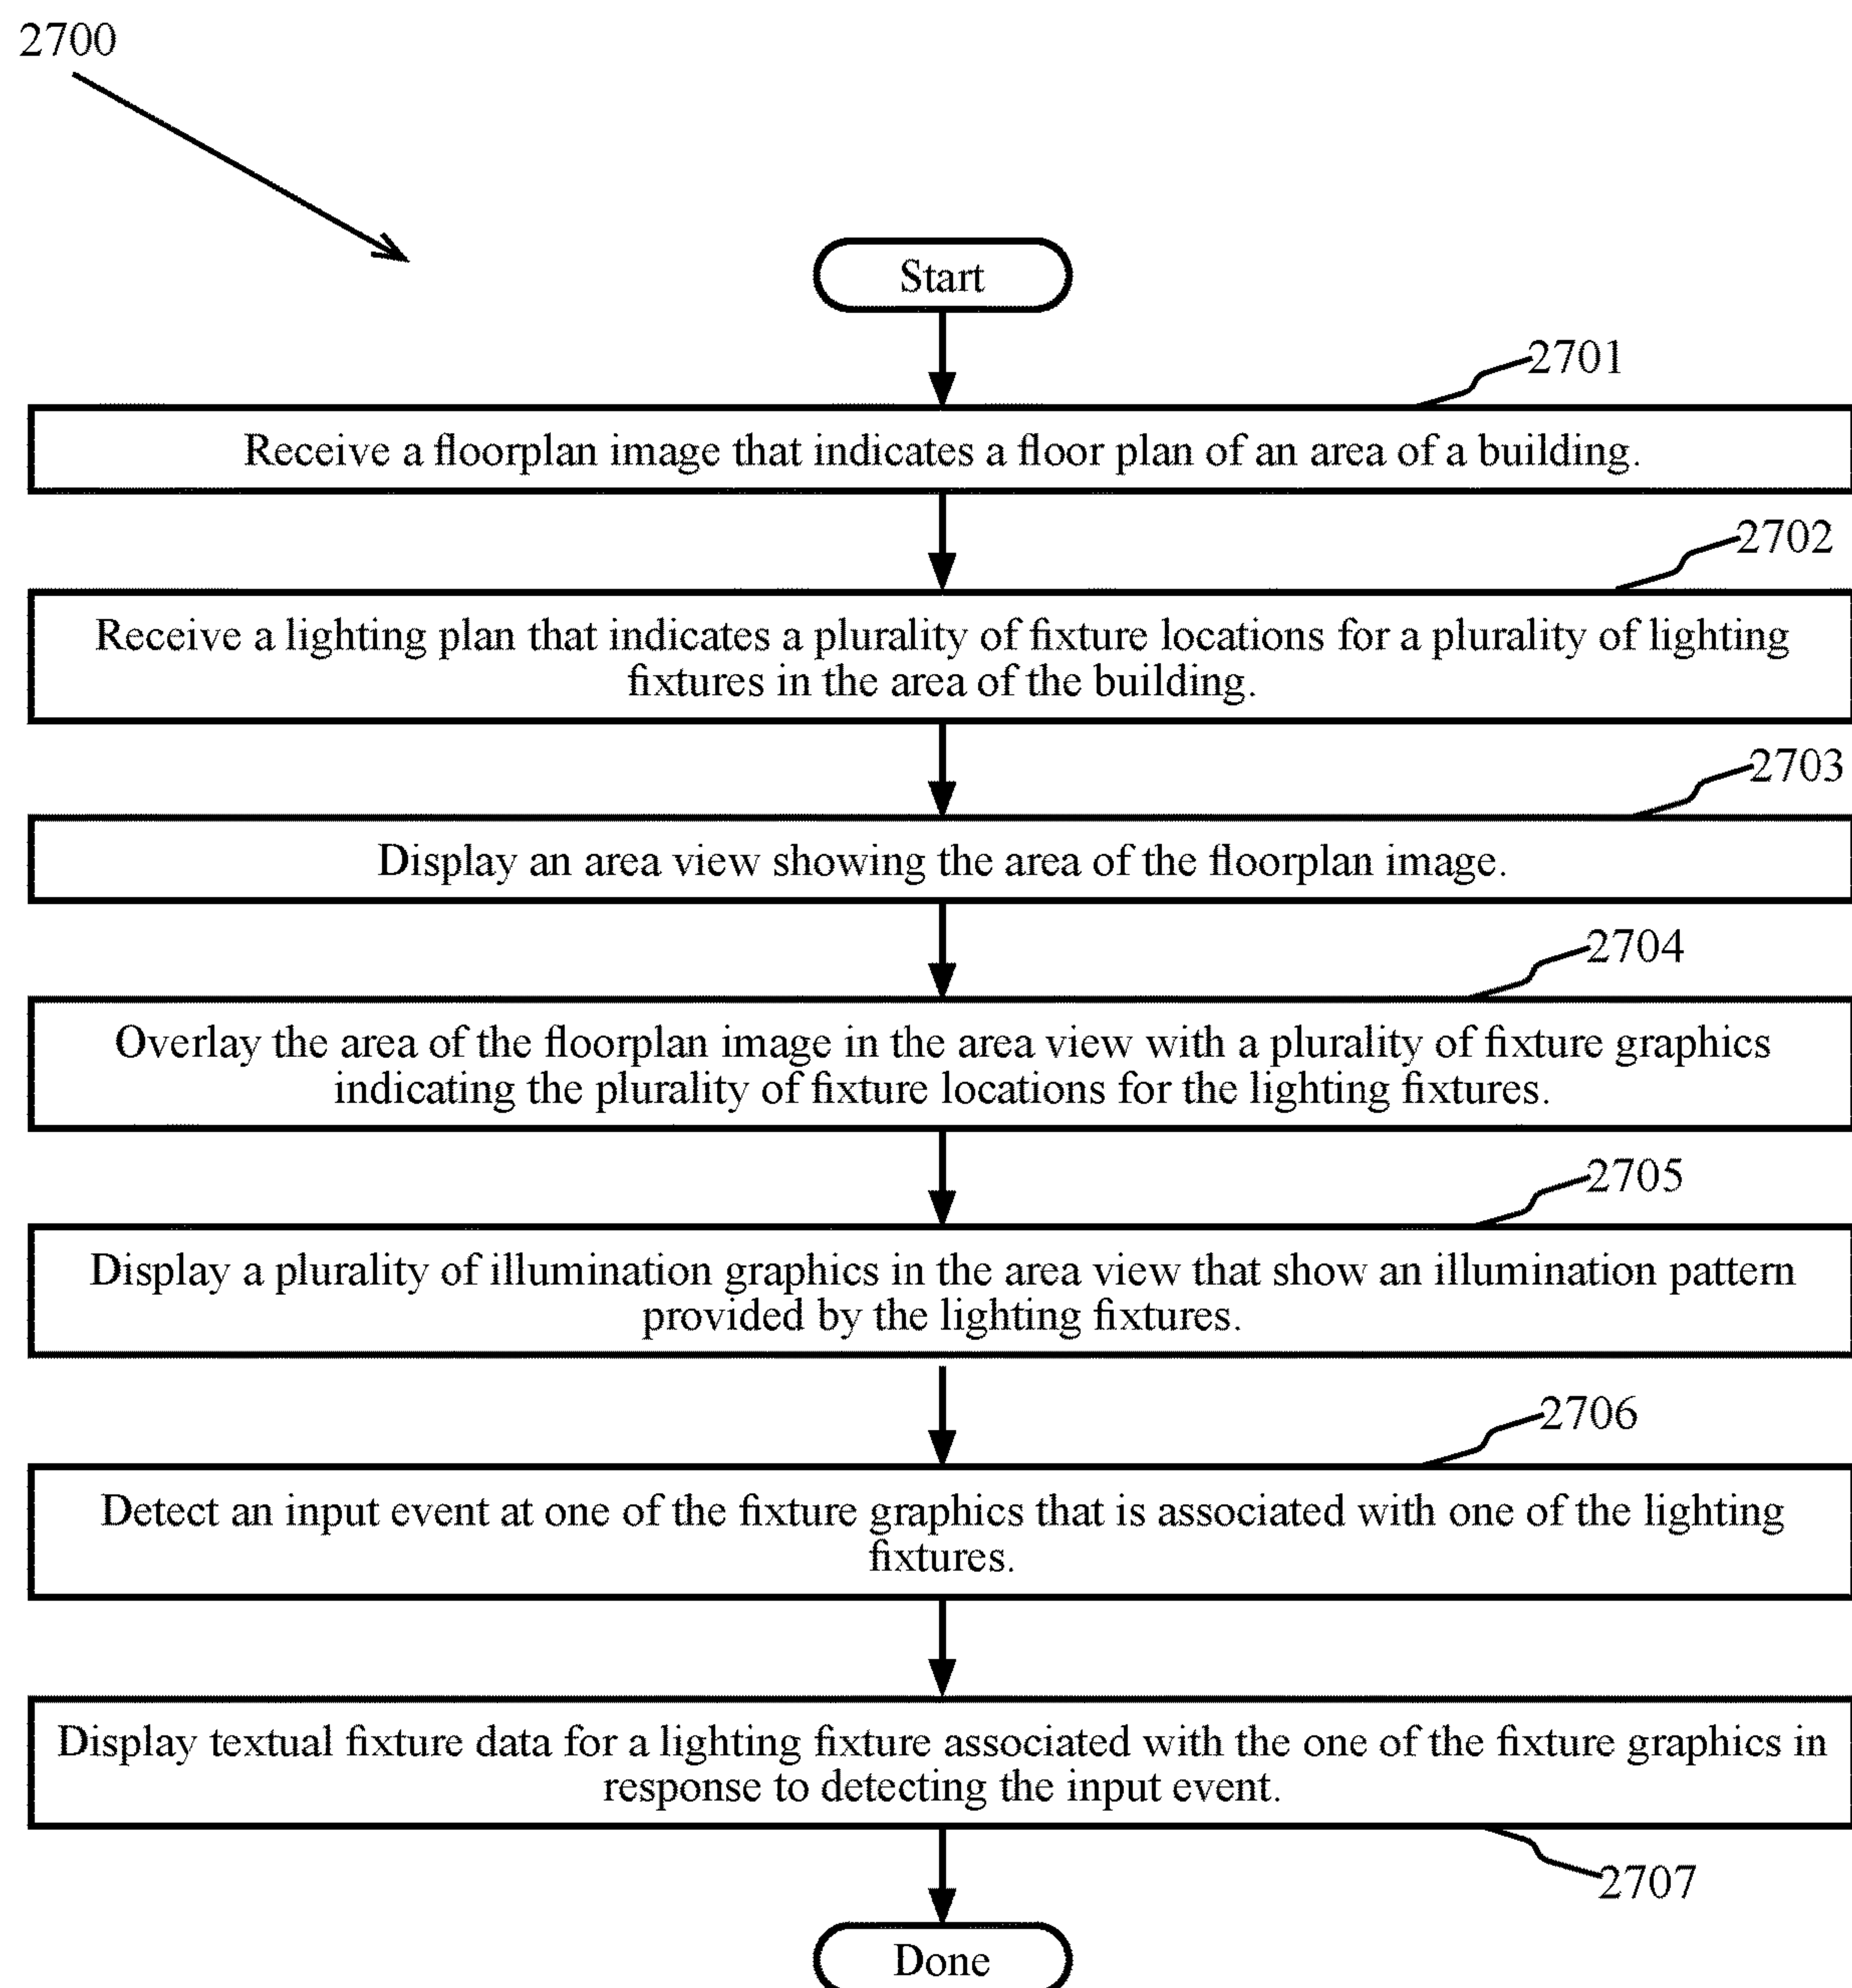 2700
Start
2701
Receive a floorplan image that indicates a floor plan of an area of a building.
2702
Receive a lighting plan that indicates a plurality of fixture locations for a plurality of lighting
fixtures in the area of the building.
2703
Display an area view showing the area of the floorplan image.
2704
Overlay the area of the floorplan image in the area view with a plurality of fixture graphics
indicating the plurality of fixture locations for the lighting fixtures.
2705
Display a plurality of illumination graphics in the area view that show an illumination pattern
provided by the lighting fixtures.
2706
Detect an input event at one of the fixture graphics that is associated with one of the lighting
fixtures.
Display textual fixture data for a lighting fixture associated with the one of the fixture graphics in
response to detecting the input event.
2707
Done